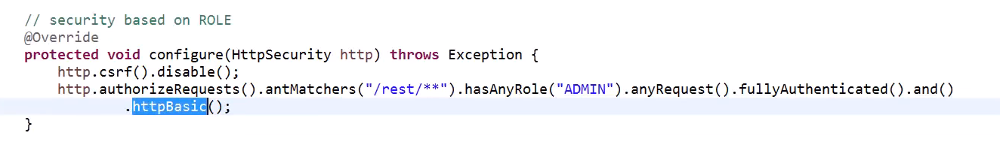 // security based on ROLE
@Override
protected void configure(HttpSecurity http) throws Exception {
    http.csrf().disable();
    http.authorizeRequests().antMatchers("/rest/**").hasAnyRole("ADMIN").anyRequest().fullyAuthenticated().and()
            .httpBasic();
}